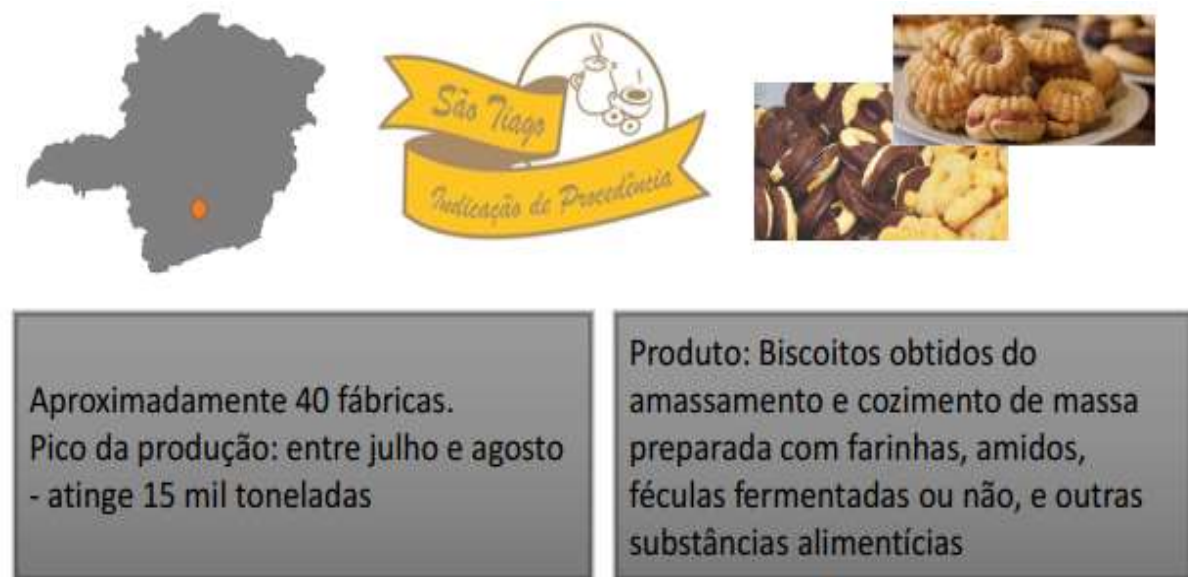 São Tiago
Indicação de Procedência
Aproximadamente 40 fábricas.
Pico da produção: entre julho e agosto
- atinge 15 mil toneladas
Produto: Biscoitos obtidos do
amassamento e cozimento de massa
preparada com farinhas, amidos,
féculas fermentadas ou não, e outras
substâncias alimentícias